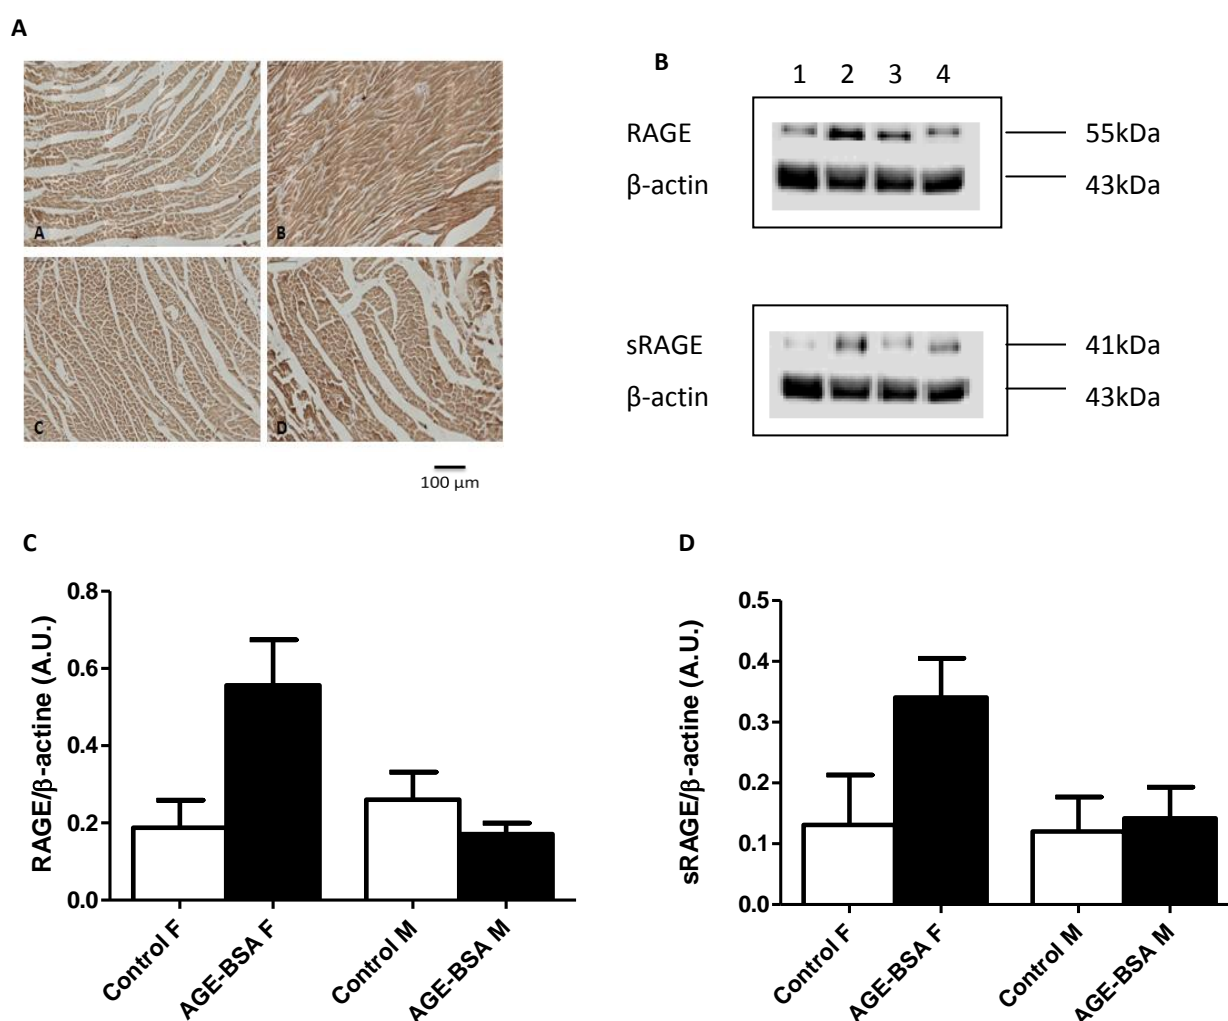 A
B
1 2 3 4
RAGE
55kDa
β-actin
43kDa
A
B
C
D
100 µm
sRAGE
41kDa
β-actin
43kDa
C
RAGE/β-actine (A.U.)
0.8
0.6
0.4
0.2
0.0
Control F
AGE-BSA F
Control M
AGE-BSA M
D
sRAGE/β-actine (A.U.)
0.5
0.4
0.3
0.2
0.1
0.0
Control F
AGE-BSA F
Control M
AGE-BSA M